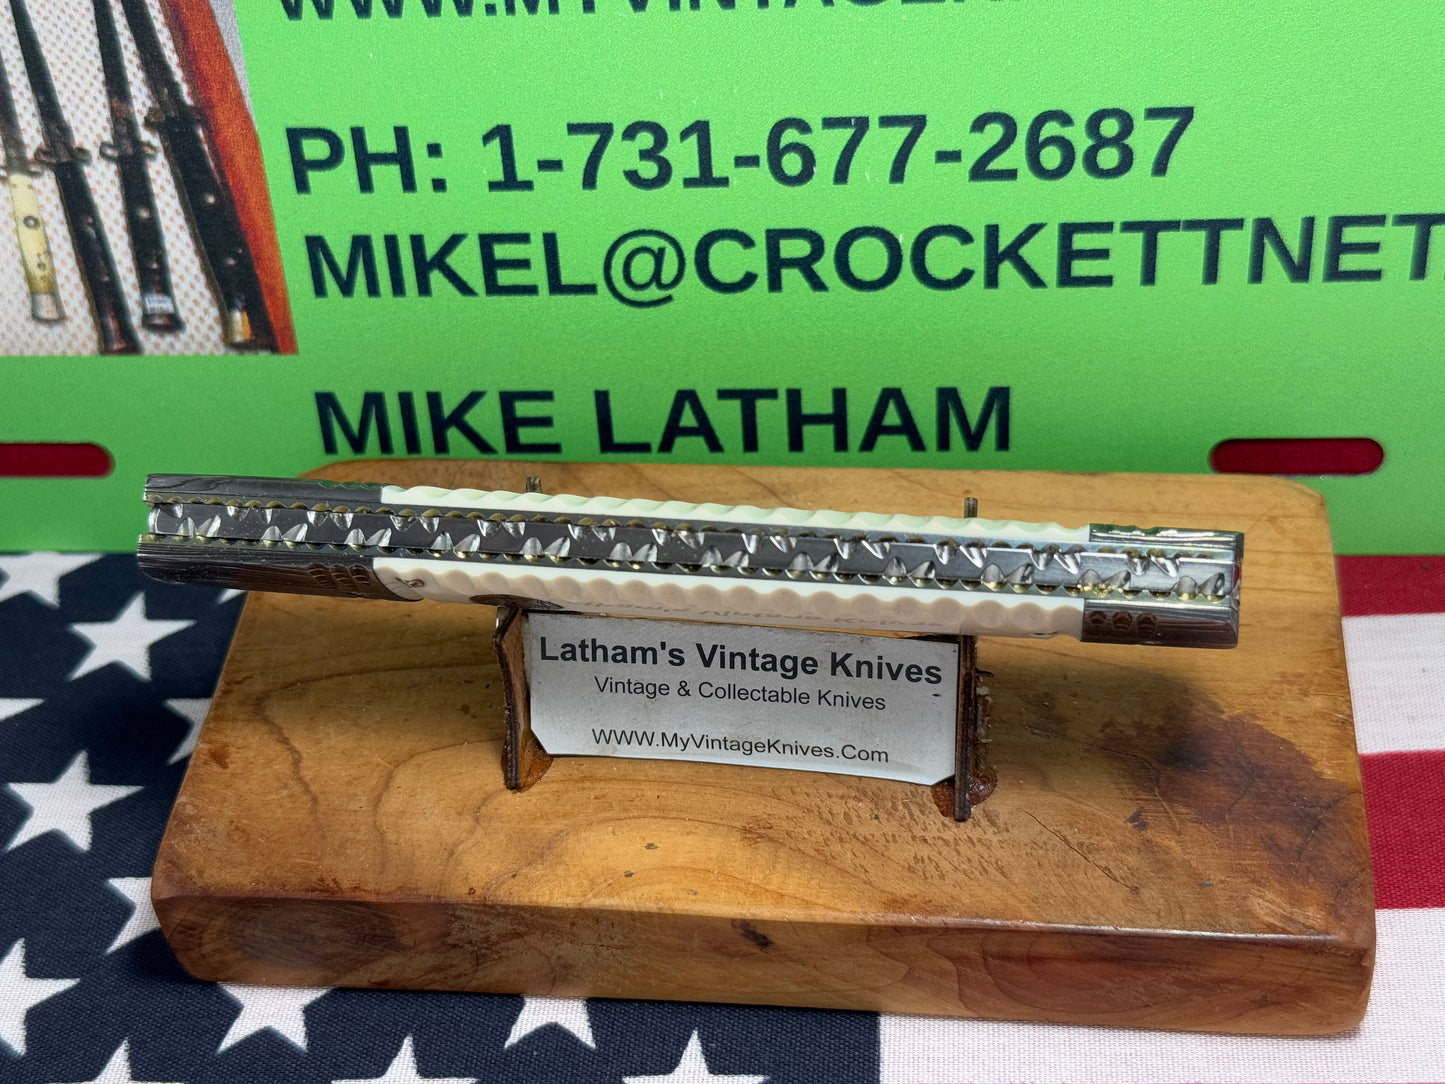 PH: 1-731-677-2687
MIKEL@CROCKETTNET
MIKE LATHAM
Latham's Vintage Knives
Vintage & Collectable Knives
WWW.MyVintageKnives.Com